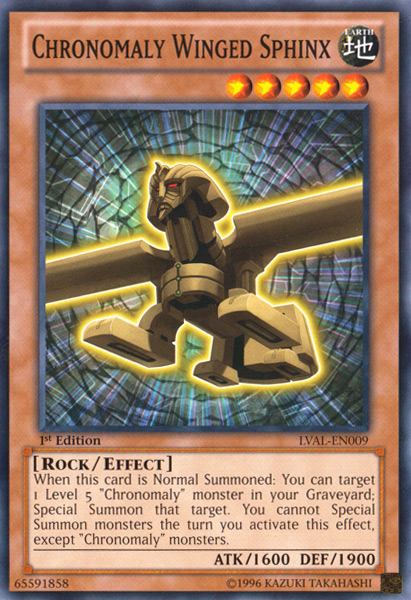 Chronomaly Winged Sphinx
EARTH
地
1st Edition
LVAL-EN009
[Rock/Effect]
When this card is Normal Summoned: You can target
1 Level 5 "Chronomaly" monster in your Graveyard;
Special Summon that target. You cannot Special
Summon monsters the turn you activate this effect,
except "Chronomaly" monsters.
ATK/1600 DEF/1900
65591858
©1996 KAZUKI TAKAHASHI